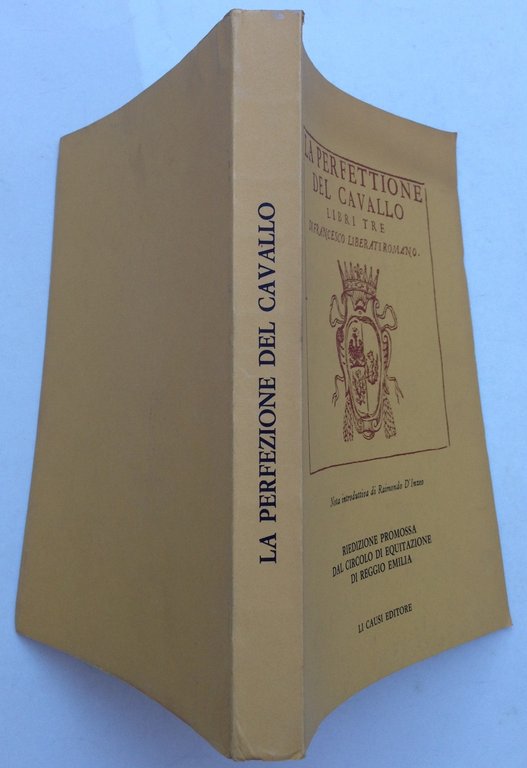 LA PERFEZIONE DEL CAVALLO
LA PERFETTIONE
DEL CAVALLO
LIBRI TRE
DI FRANCESCO LIBERATI ROMANO.
Nota introduttiva di Raimondo D'Inzeo
RIEDIZIONE PROMOSSA
DAL CIRCOLO DI EQUITAZIONE
DI REGGIO EMILIA
LI CAUSI EDITORE